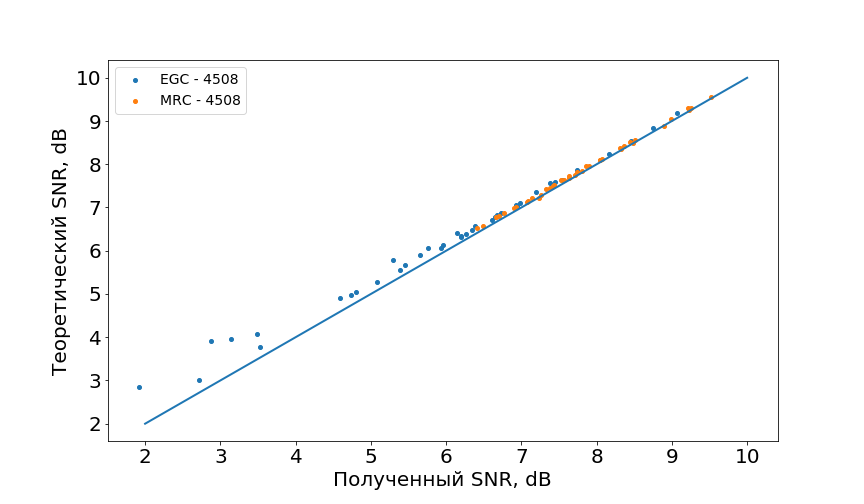 EGC - 4508
MRC - 4508
Теоретический SNR, dB
10
9
8
7
6
5
4
3
2
2 3 4 5 6 7 8 9 10
Полученный SNR, dB